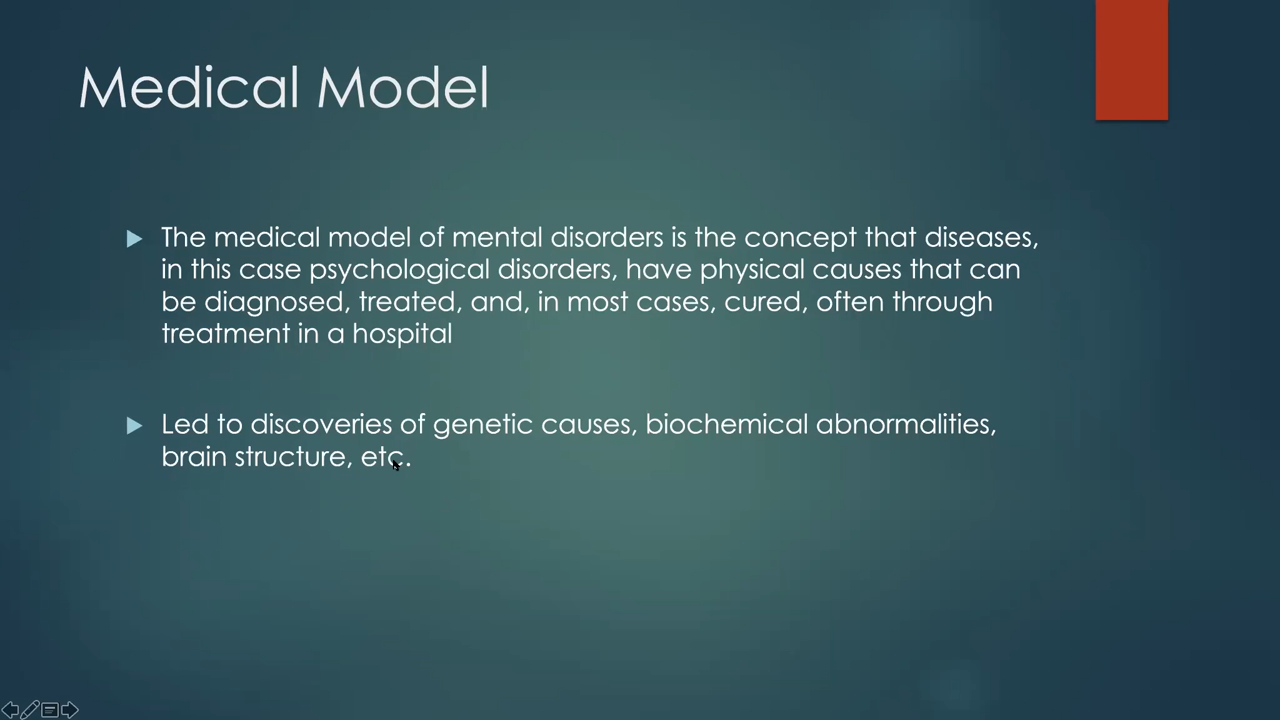 Medical Model
The medical model of mental disorders is the concept that diseases,
in this case psychological disorders, have physical causes that can
be diagnosed, treated, and, in most cases, cured, often through
treatment in a hospital
Led to discoveries of genetic causes, biochemical abnormalities,
brain structure, etc.